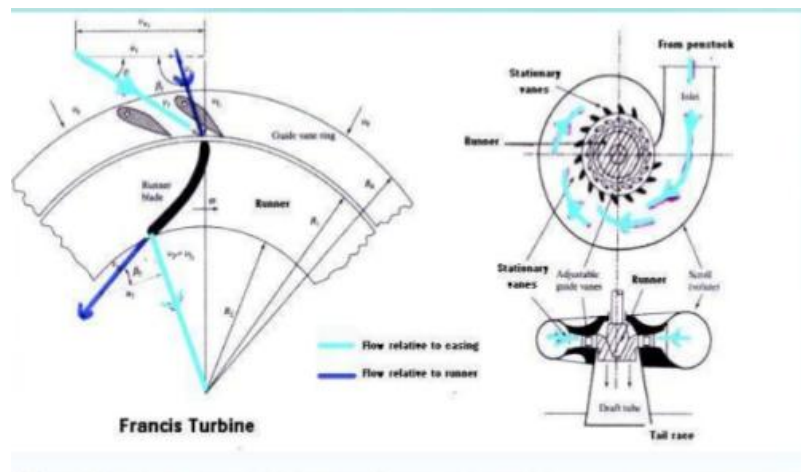 From penstock
Stationary
vanes
Inlet
Guide vane ring
Runner
Runner
blade
Runner
Stationary
vanes
Adjustable
guide vanes
Runner
Scroll
(volute)
Flow relative to casing
Flow relative to runner
Draft tube
Francis Turbine
Tail race